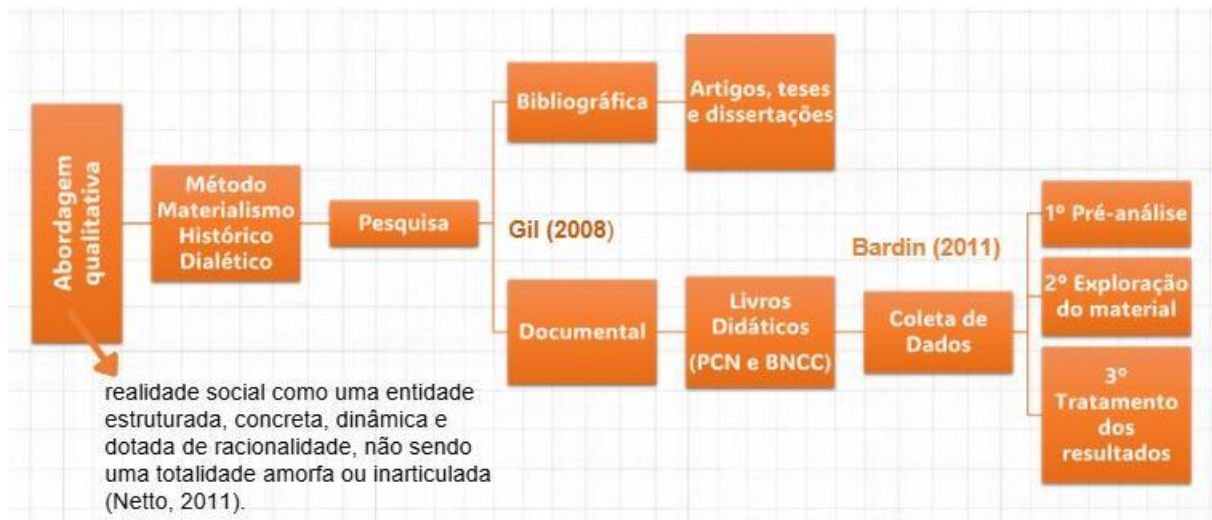 Abordagem
qualitativa
Método
Materialismo
Histórico
Dialético
Pesquisa
Bibliográfica
Artigos, teses
e dissertações
Gil (2008)
Documental
Livros
Didáticos
(PCN e BNCC)
Bardin (2011)
Coleta de
Dados
1º Pré-análise
2º Exploração
do material
3º
Tratamento
dos
resultados
realidade social como uma entidade
estruturada, concreta, dinâmica e
dotada de racionalidade, não sendo
uma totalidade amorfa ou inarticulada
(Netto, 2011).